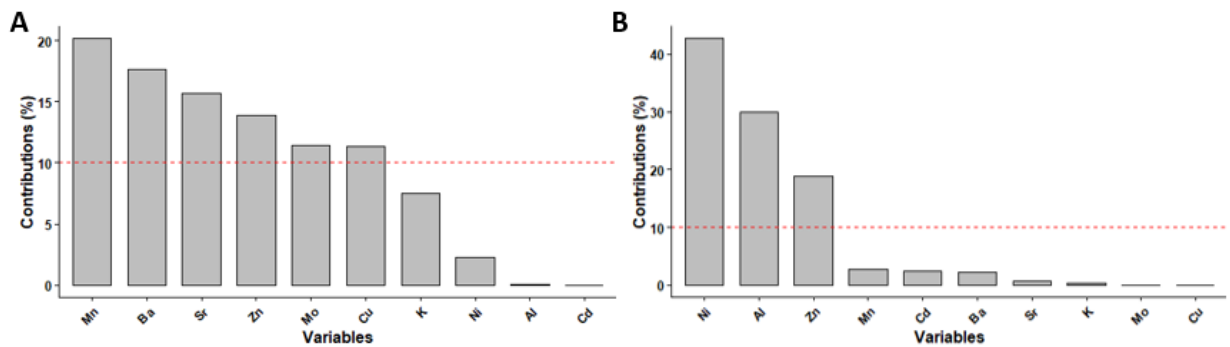 A
Contributions (%)
20
15
10
5
0
Mn Ba Sr Zn Mo Cu K Ni Al Cd
Variables
B
Contributions (%)
40
30
20
10
0
Ni Al Zn Mn Cd Ba Sr K Mo Cu
Variables